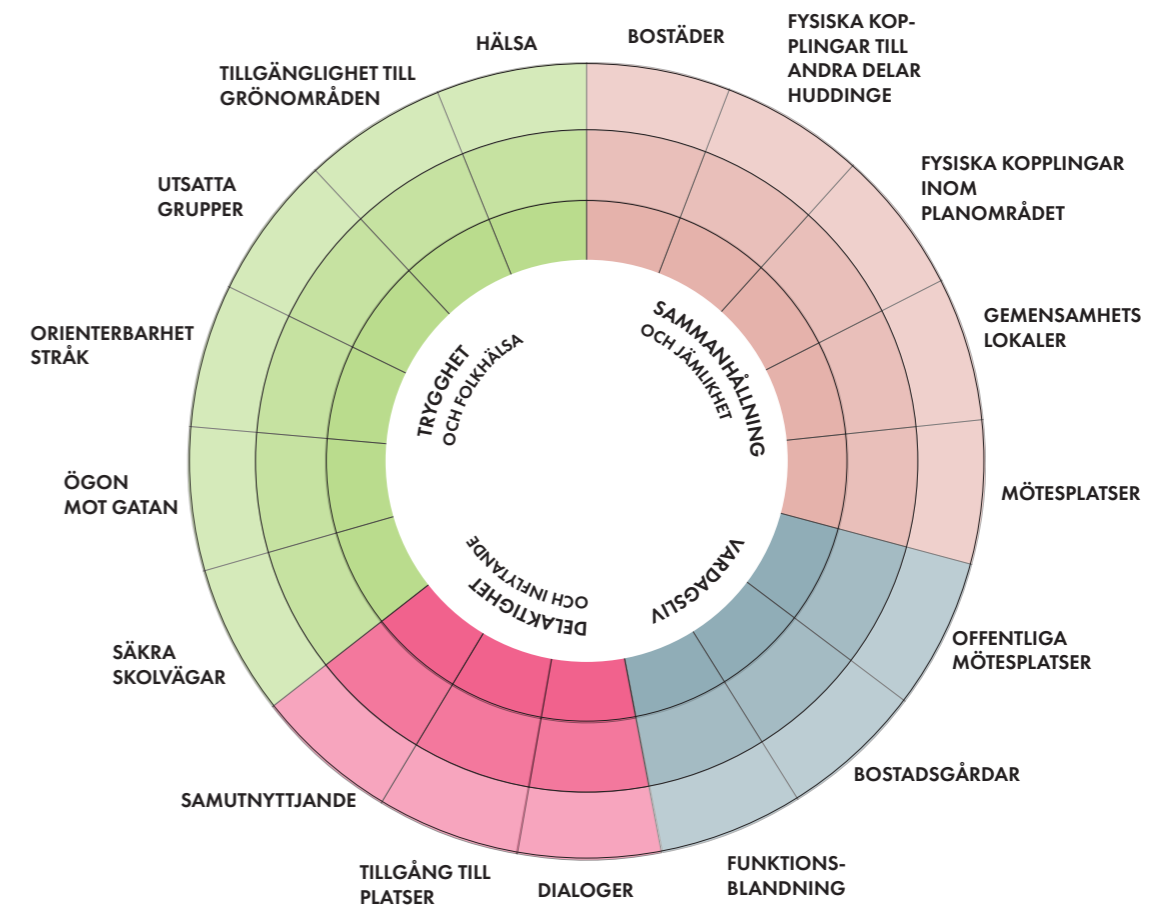 HÄLSA
BOSTÄDER
FYSISKA KOP-
PLINGAR TILL
ANDRA DELAR
HUDDINGE
FYSISKA KOPPLINGAR
INOM
PLANOMRÅDET
GEMENSAMHETS
LOKALER
MÖTESPLATSER
OFFENTLIGA
MÖTESPLATSER
BOSTADSGÅRDAR
FUNKTIONS-
BLANDNING
DIALOGER
TILLGÅNG TILL
PLATSER
SAMUTNYTTJANDE
SÄKRA
SKOLVÄGAR
ÖGON
MOT GATAN
ORIENTERBARHET
STRÅK
UTSATTA
GRUPPER
TILLGÄNGLIGHET TILL
GRÖNOMRÅDEN
SAMMANHÅLLNING
OCH JÄMLIKHET
VARDAGSLIV
DELAKTIGHET
OCH INFLYTANDE
TRYGGHET
OCH FOLKHÄLSA